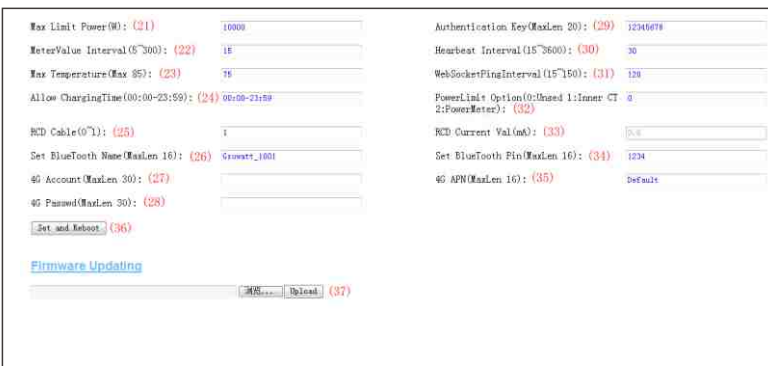 Max Limit Power(W): (21) 10000
Authentication Key(MaxLen 20): (29) 12345678
MeterValue Interval(5~300): (22) 15
Hearbeat Interval(15~3600): (30) 30
Max Temperature(Max 85): (23) 75
WebSocketPingInterval(15~150): (31) 120
Allow ChargingTime(00:00-23:59): (24) 00:00-23:59
PowerLimit Option(0:Unsed 1:Inner CT 0
2:PowerMeter): (32)
RCD Cable(0~1): (25) 1
RCD Current Val(mA): (33)
Set BlueTooth Name(MaxLen 16): (26) Growatt_1001
Set BlueTooth Pin(MaxLen 16): (34) 1234
4G Account(MaxLen 30): (27)
4G APN(MaxLen 16): (35) Default
4G Passwd(MaxLen 30): (28)
Set and Reboot (36)
Firmware Updating
浏览... Upload (37)